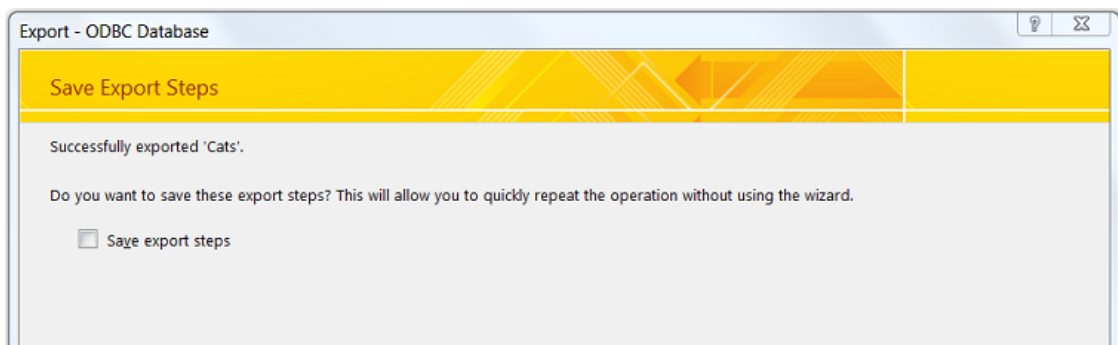 Export - ODBC Database
Save Export Steps
Successfully exported 'Cats'.
Do you want to save these export steps? This will allow you to quickly repeat the operation without using the wizard.
Save export steps